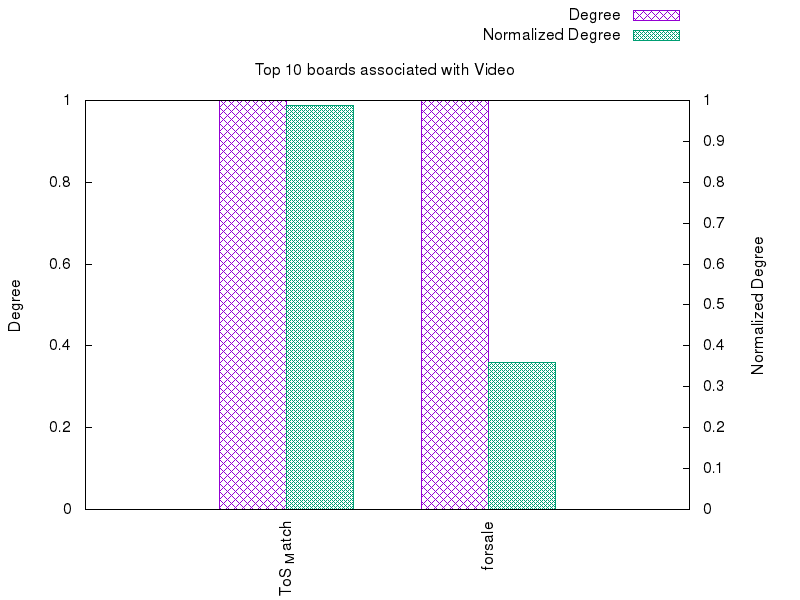 Degree
Normalized Degree
Top 10 boards associated with Video
1
0.8
0.6
0.4
0.2
0
1
0.9
0.8
0.7
0.6
0.5
0.4
0.3
0.2
0.1
0
Degree
Normalized Degree
ToS Match
forsale